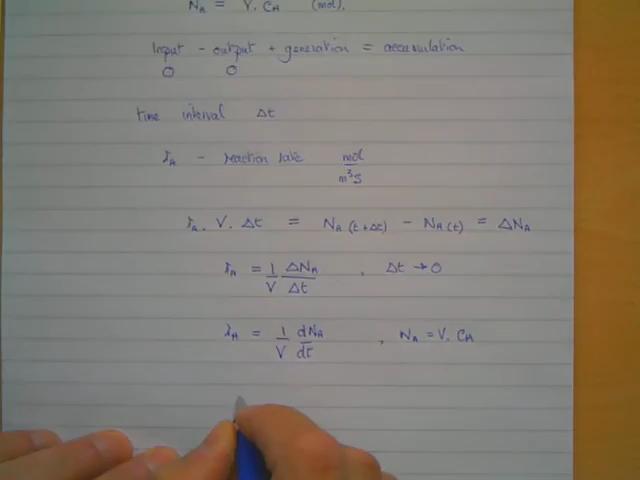 N_A = V. C_A (mol).
Input - output + generation = accumulation
0 0
time interval Δt
r_A - reaction rate mol/m³s
r_A. V. Δt = N_A(t+Δt) - N_A(t) = ΔN_A
r_A = 1/V ΔN_A/Δt , Δt → 0
r_A = 1/V dN_A/dt , N_A = V. C_A